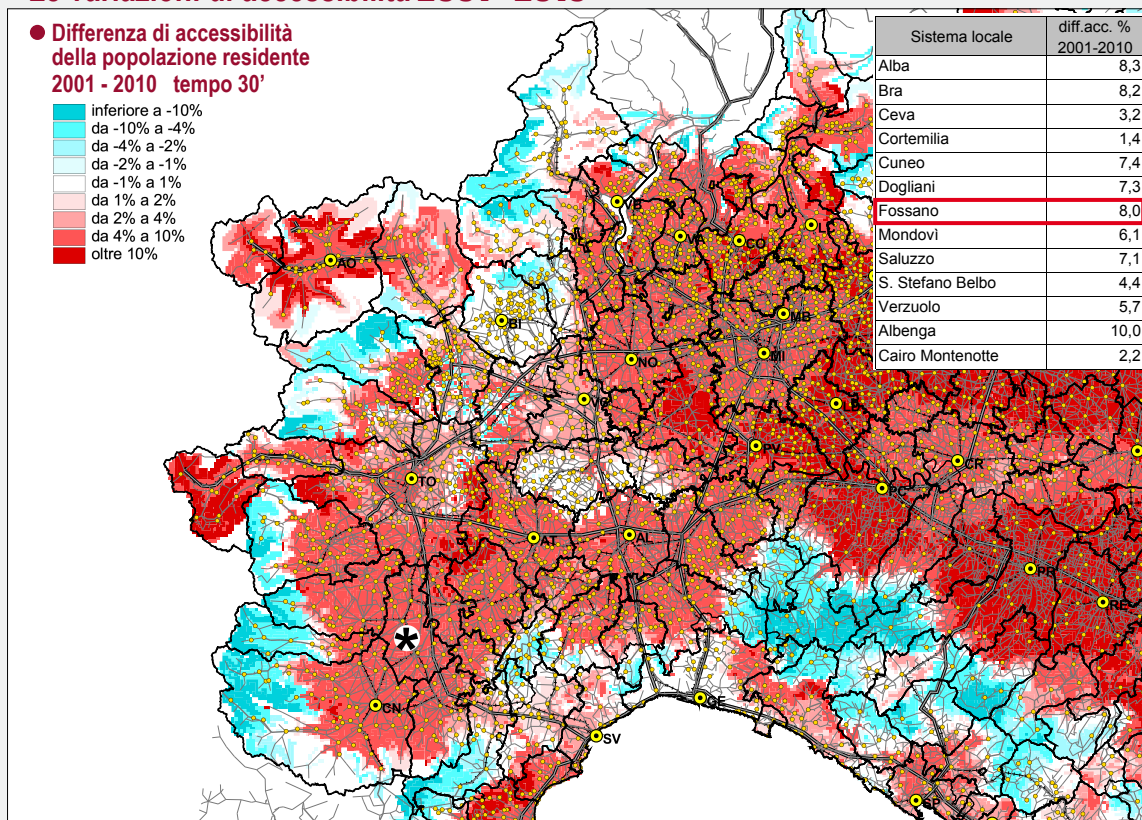 ● Differenza di accessibilità
della popolazione residente
2001 - 2010 tempo 30’
inferiore a -10%
da -10% a -4%
da -4% a -2%
da -2% a -1%
da -1% a 1%
da 1% a 2%
da 2% a 4%
da 4% a 10%
oltre 10%
Sistema locale diff.acc. % 2001-2010
Alba 8,3
Bra 8,2
Ceva 3,2
Cortemilia 1,4
Cuneo 7,4
Dogliani 7,3
Fossano 8,0
Mondovì 6,1
Saluzzo 7,1
S. Stefano Belbo 4,4
Verzuolo 5,7
Albenga 10,0
Cairo Montenotte 2,2
VB
VA
CO
AO
BI
MB
NO
MI
VC
PV
CR
TO
AT
AL
PR
RE
*
CN
GE
SV
SP